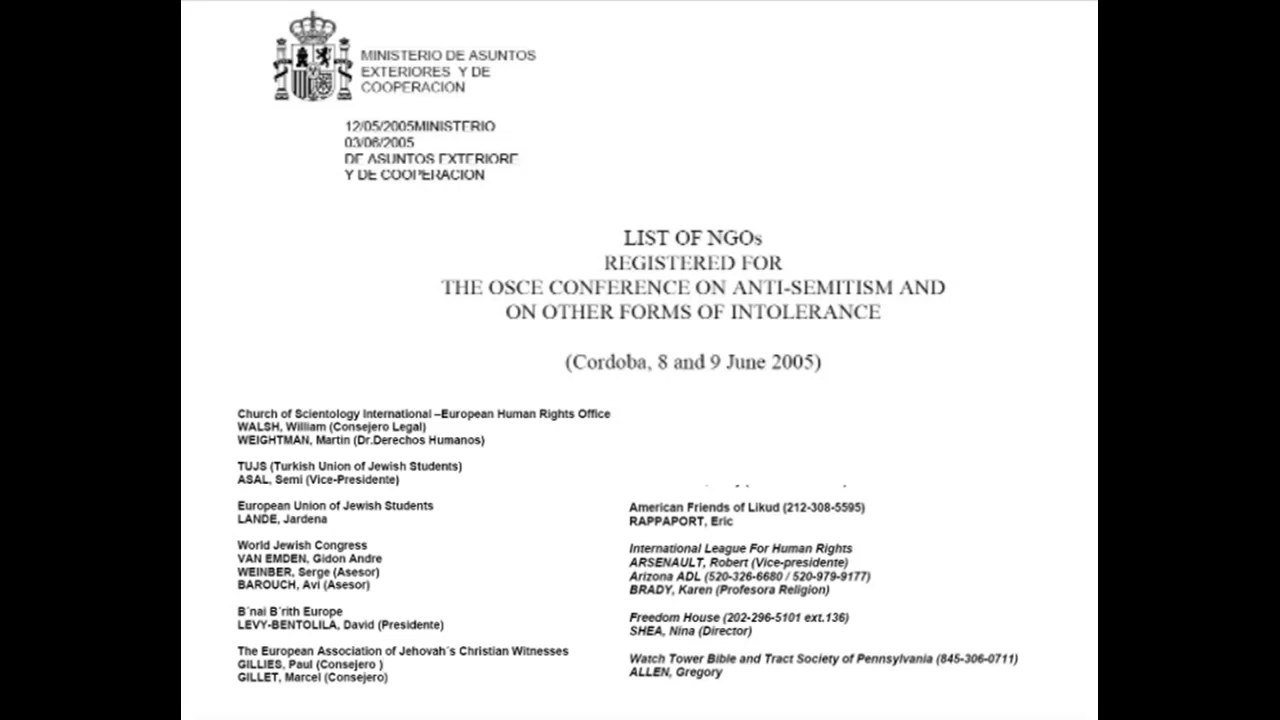 MINISTERIO DE ASUNTOS
EXTERIORES Y DE
COOPERACION
12/05/2005MINISTERIO
03/06/2005
DE ASUNTOS EXTERIORE
Y DE COOPERACION
LIST OF NGOs
REGISTERED FOR
THE OSCE CONFERENCE ON ANTI-SEMITISM AND
ON OTHER FORMS OF INTOLERANCE
(Cordoba, 8 and 9 June 2005)
Church of Scientology International –European Human Rights Office
WALSH, William (Consejero Legal)
WEIGHTMAN, Martin (Dr.Derechos Humanos)
TUJS (Turkish Union of Jewish Students)
ASAL, Semi (Vice-Presidente)
European Union of Jewish Students
LANDE, Jardena
World Jewish Congress
VAN EMDEN, Gidon Andre
WEINBER, Serge (Asesor)
BAROUCH, Avi (Asesor)
B´nai B´rith Europe
LEVY-BENTOLILA, David (Presidente)
The European Association of Jehovah´s Christian Witnesses
GILLIES, Paul (Consejero )
GILLET, Marcel (Consejero)
American Friends of Likud (212-308-5595)
RAPPAPORT, Eric
International League For Human Rights
ARSENAULT, Robert (Vice-presidente)
Arizona ADL (520-326-6680 / 520-979-9177)
BRADY, Karen (Profesora Religion)
Freedom House (202-296-5101 ext.136)
SHEA, Nina (Director)
Watch Tower Bible and Tract Society of Pennsylvania (845-306-0711)
ALLEN, Gregory